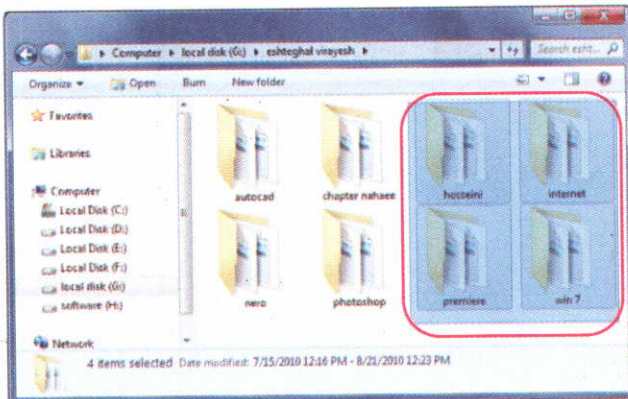 Computer ▸ local disk (G:) ▸ eshteghal virayesh ▸
Search esht...
Organize Open Burn New folder
Favorites
Libraries
Computer
Local Disk (C:)
Local Disk (D:)
Local Disk (E:)
Local Disk (F:)
local disk (G:)
software (H:)
Network
autocad chapter nahaee hosseini internet
nero photoshop premiere win 7
4 items selected Date modified: 7/15/2010 12:16 PM - 8/21/2010 12:23 PM